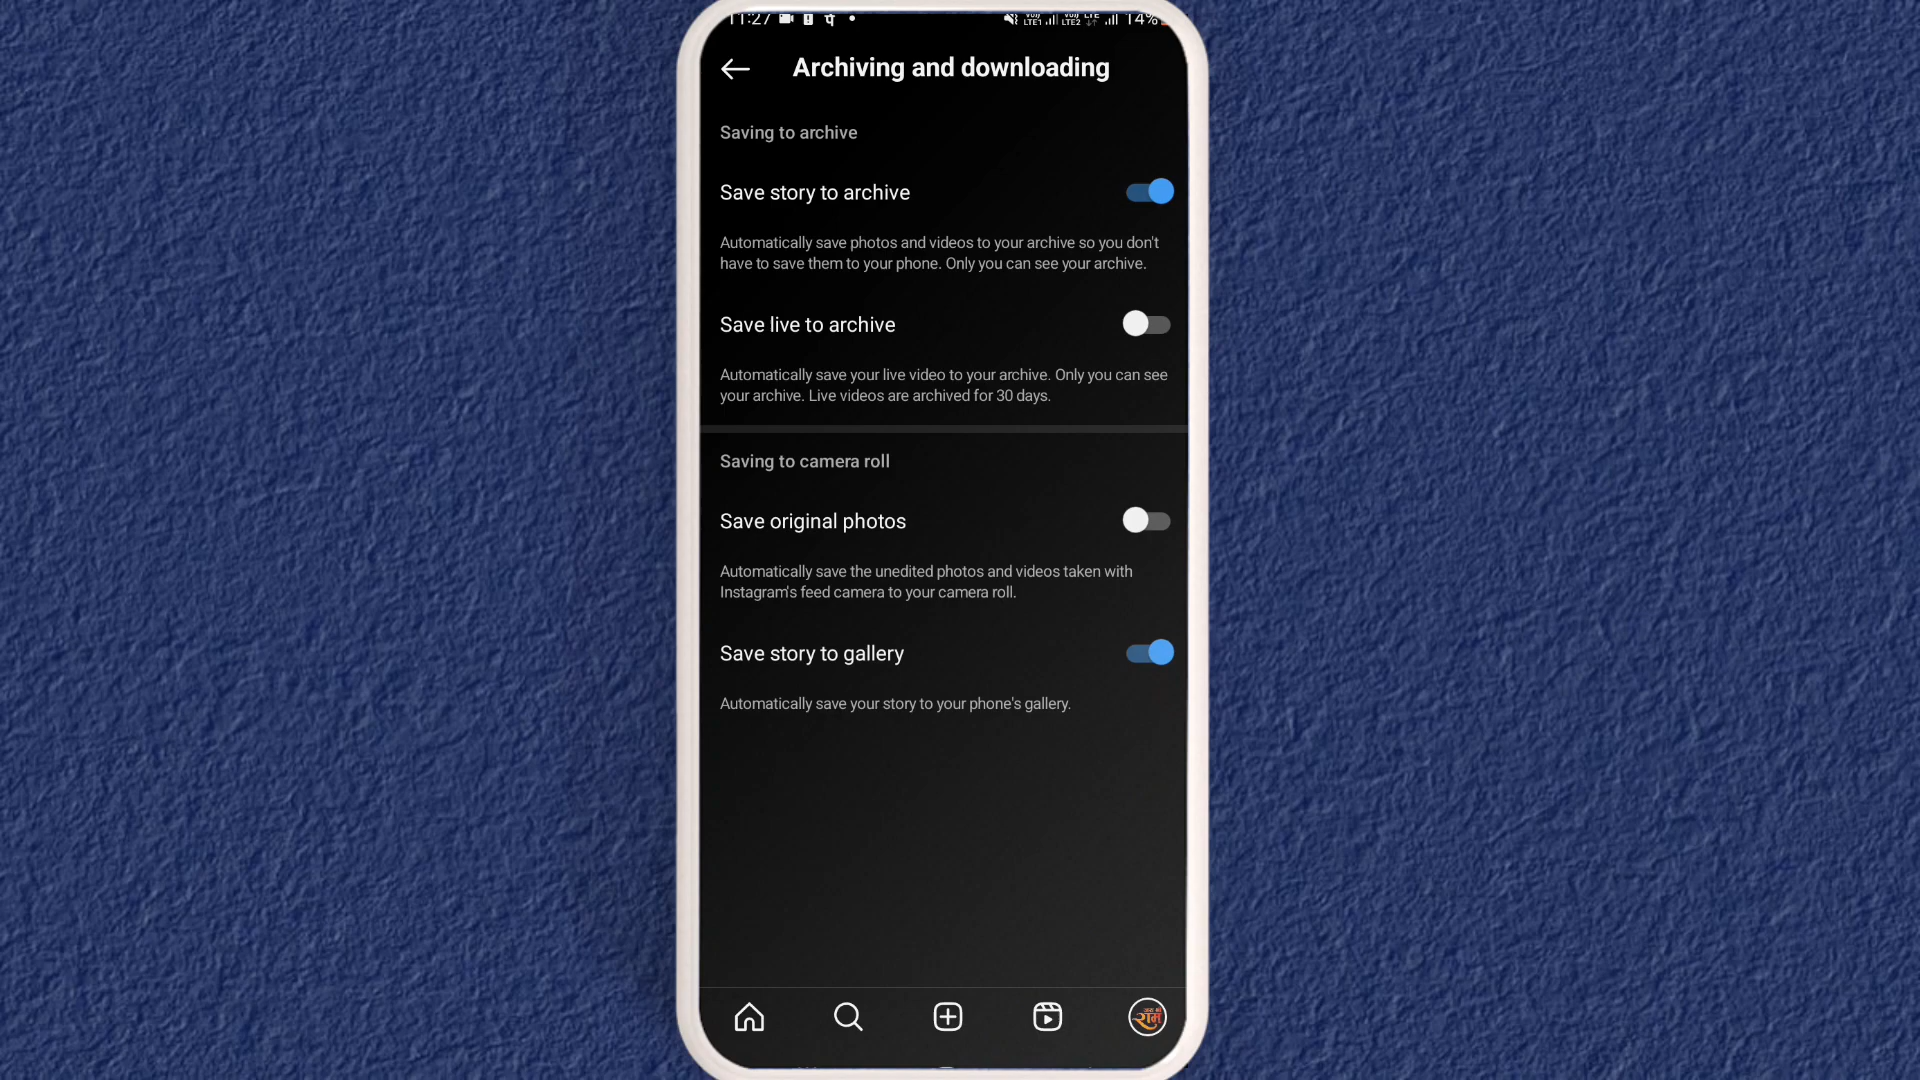 11:27 14%
LTE1 LTE2 LTE
Archiving and downloading
Saving to archive
Save story to archive
Automatically save photos and videos to your archive so you don't
have to save them to your phone. Only you can see your archive.
Save live to archive
Automatically save your live video to your archive. Only you can see
your archive. Live videos are archived for 30 days.
Saving to camera roll
Save original photos
Automatically save the unedited photos and videos taken with
Instagram's feed camera to your camera roll.
Save story to gallery
Automatically save your story to your phone's gallery.
राम